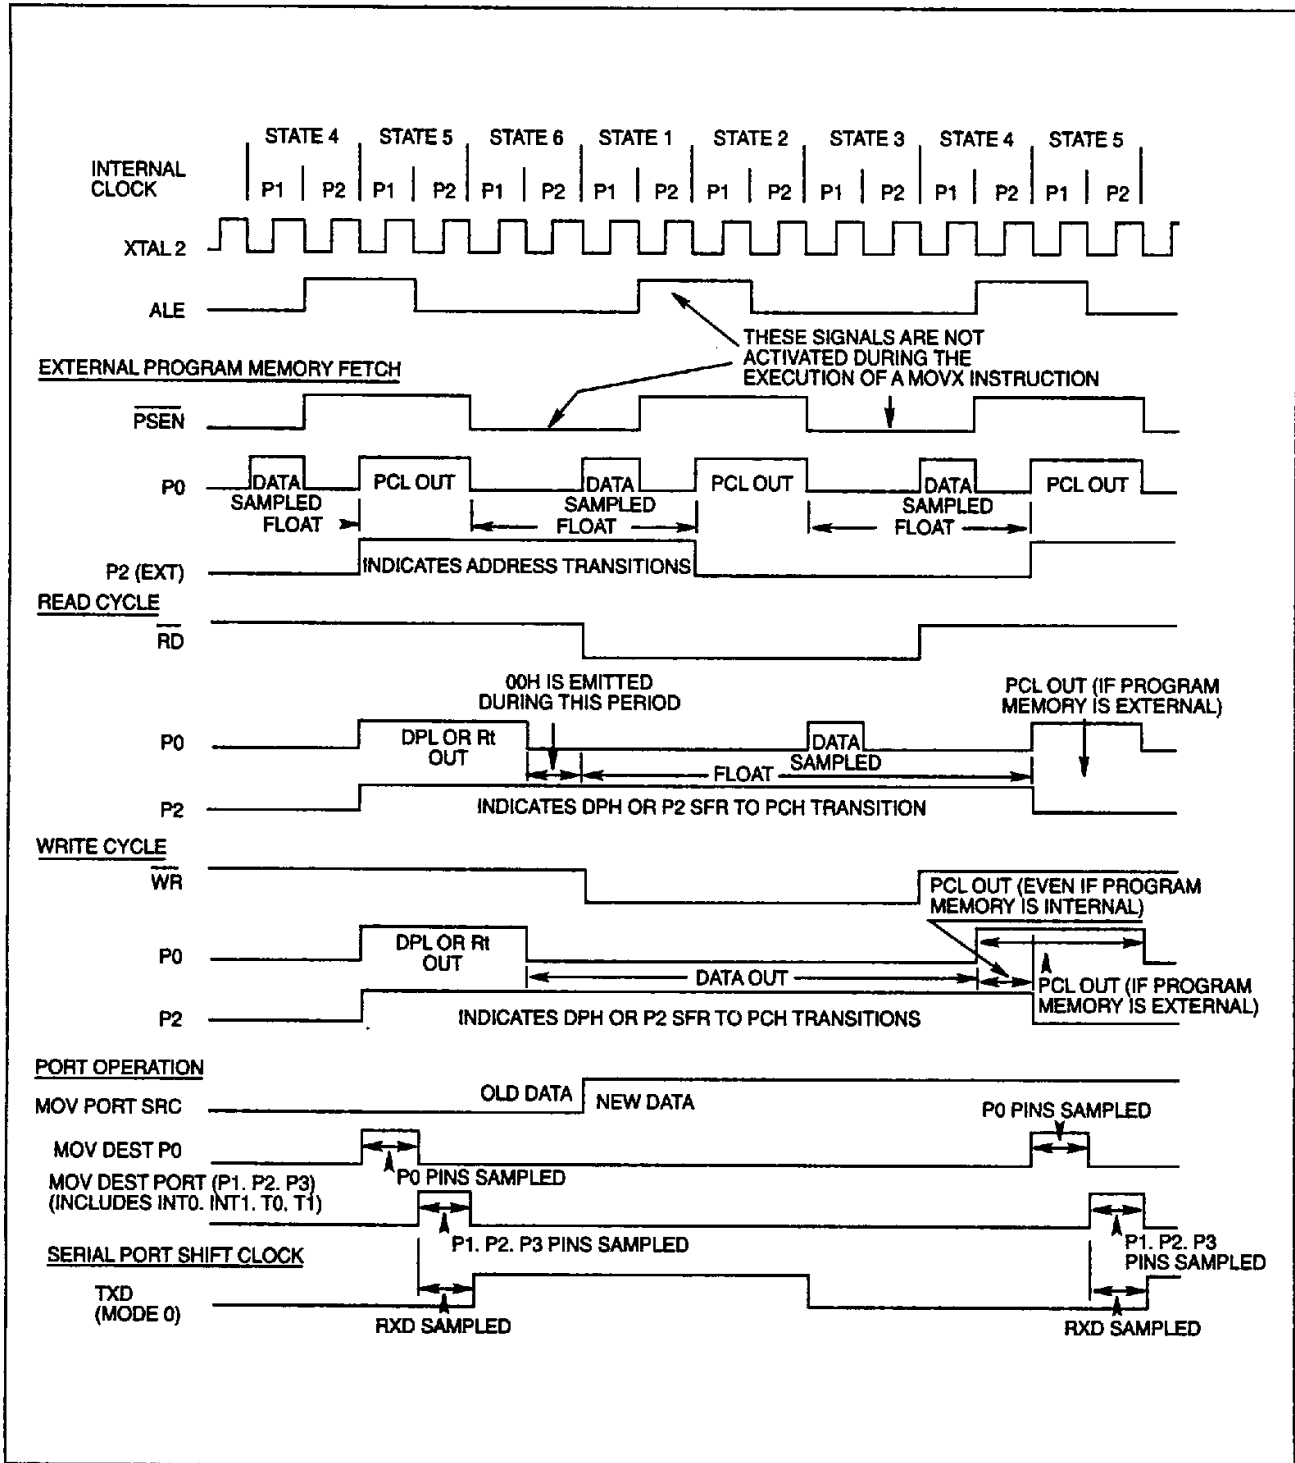 STATE 4 STATE 5 STATE 6 STATE 1 STATE 2 STATE 3 STATE 4 STATE 5
INTERNAL
CLOCK
P1 P2 P1 P2 P1 P2 P1 P2 P1 P2 P1 P2 P1 P2 P1 P2
XTAL 2
ALE
THESE SIGNALS ARE NOT
ACTIVATED DURING THE
EXECUTION OF A MOVX INSTRUCTION
EXTERNAL PROGRAM MEMORY FETCH
PSEN
P0
DATA PCL OUT DATA PCL OUT DATA PCL OUT
SAMPLED SAMPLED SAMPLED
FLOAT FLOAT FLOAT
P2 (EXT)
INDICATES ADDRESS TRANSITIONS
READ CYCLE
RD
00H IS EMITTED
DURING THIS PERIOD
PCL OUT (IF PROGRAM
MEMORY IS EXTERNAL)
P0
DPL OR Rt
OUT
DATA
SAMPLED
FLOAT
P2
INDICATES DPH OR P2 SFR TO PCH TRANSITION
WRITE CYCLE
WR
PCL OUT (EVEN IF PROGRAM
MEMORY IS INTERNAL)
P0
DPL OR Rt
OUT
DATA OUT
PCL OUT (IF PROGRAM
MEMORY IS EXTERNAL)
P2
INDICATES DPH OR P2 SFR TO PCH TRANSITIONS
PORT OPERATION
MOV PORT SRC
OLD DATA NEW DATA
MOV DEST P0
P0 PINS SAMPLED
P0 PINS SAMPLED
MOV DEST PORT (P1. P2. P3)
(INCLUDES INT0. INT1. T0. T1)
P1. P2. P3 PINS SAMPLED
P1. P2. P3
PINS SAMPLED
SERIAL PORT SHIFT CLOCK
TXD
(MODE 0)
RXD SAMPLED
RXD SAMPLED